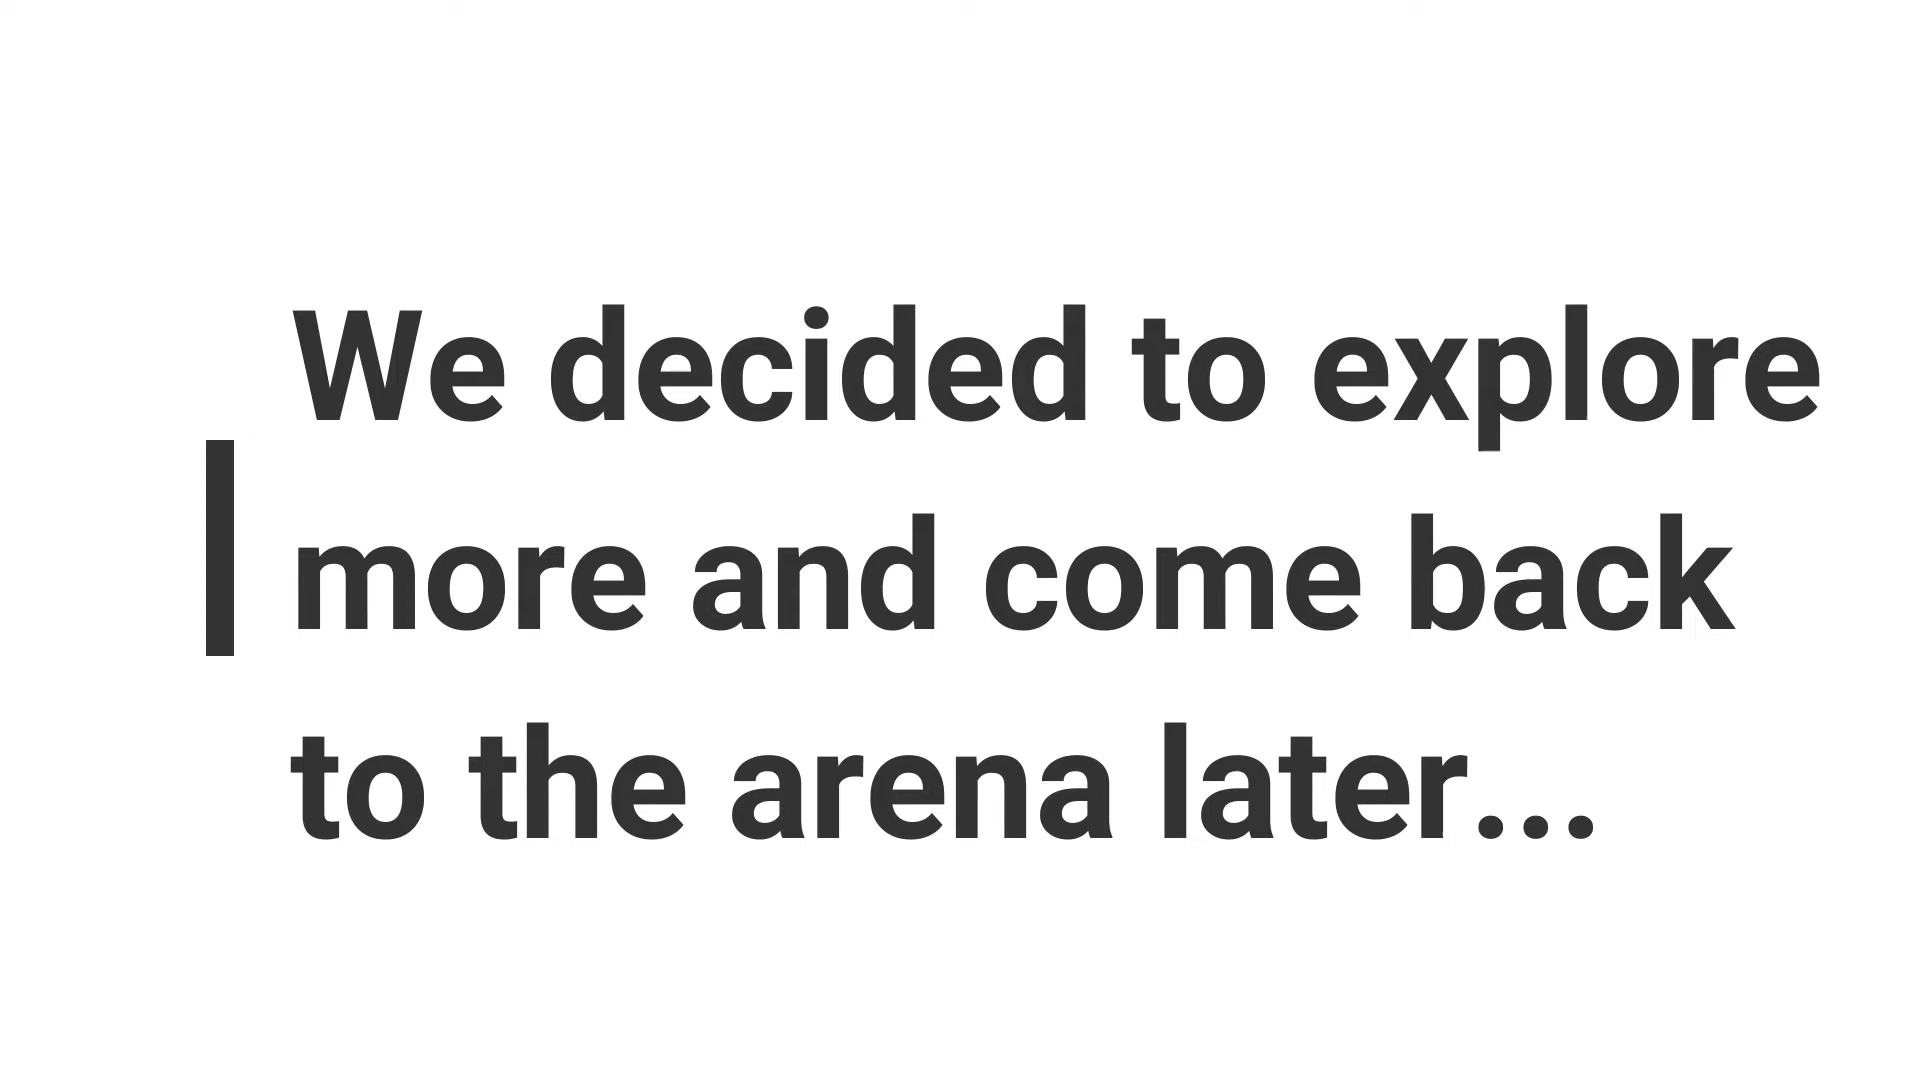 We decided to explore
more and come back
to the arena later...